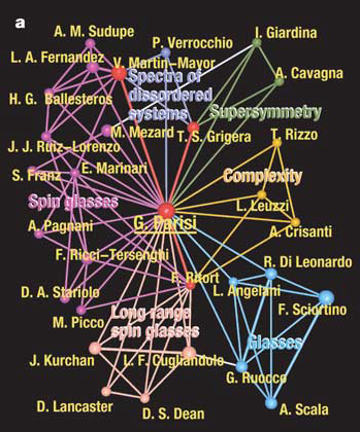 a
A. M. Sudupe
P. Verrocchio
I. Giardina
L. A. Fernandez
V. Martin–Mayor
Spectra of
dissordered
systems
A. Cavagna
H. G. Ballesteros
Supersymmetry
M. Mezard
T. S. Grigera
T. Rizzo
J. J. Ruiz–Lorenzo
S. Franz
E. Marinari
Complexity
Spin glasses
L. Leuzzi
A. Pagnani
G. Parisi
A. Crisanti
F. Ricci–Tersenghi
R. Di Leonardo
F. Ritort
L. Angelani
D. A. Stariolo
F. Sciortino
M. Picco
Long range
spin glasses
Glasses
J. Kurchan
L. F. Cugliandolo
G. Ruocco
D. Lancaster
D. S. Dean
A. Scala